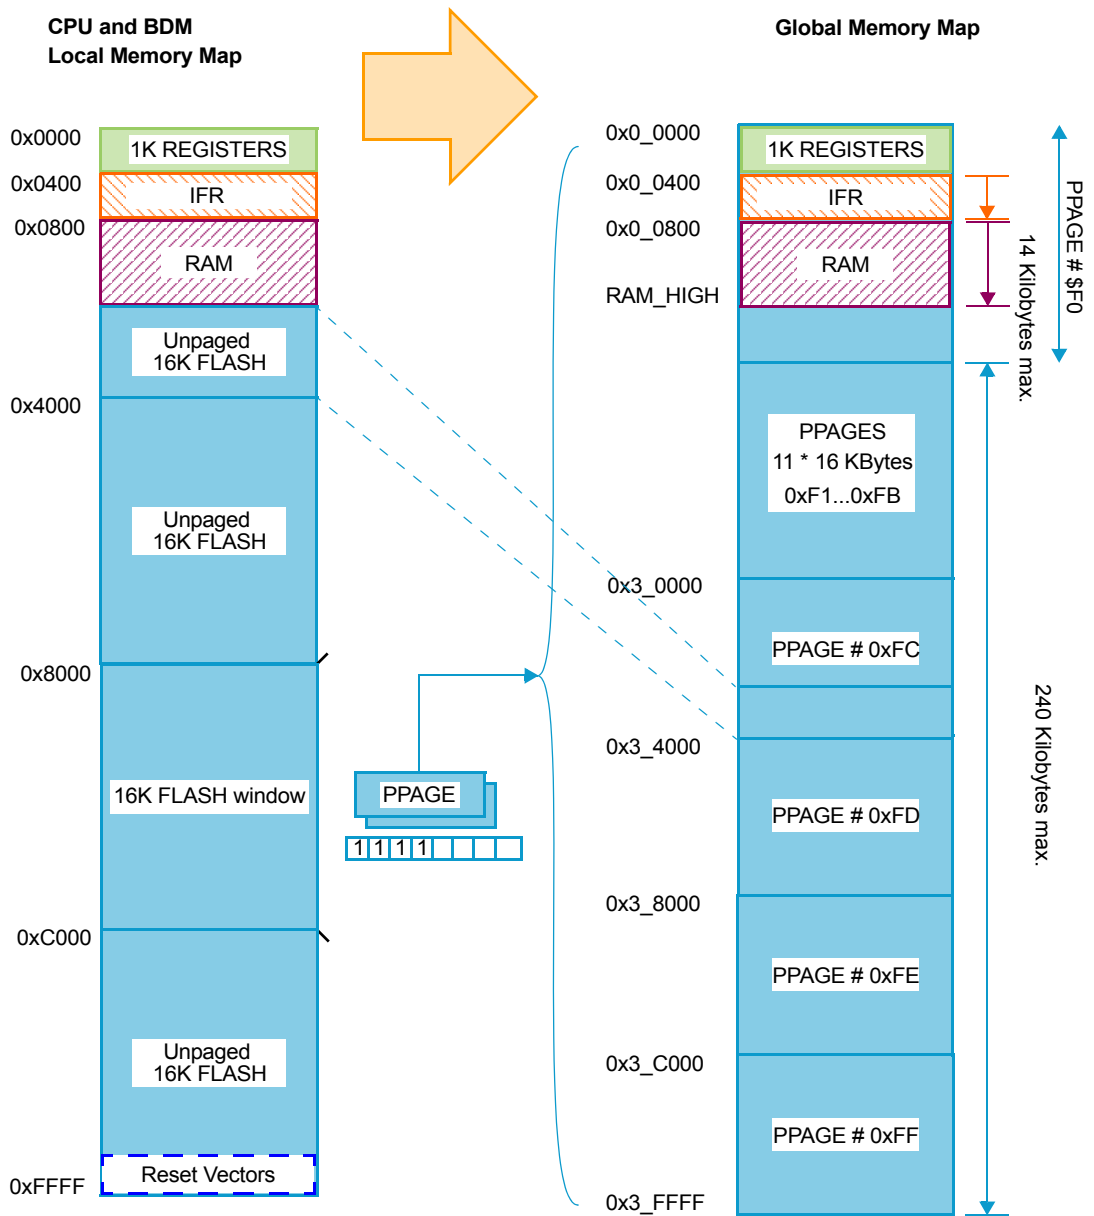 CPU and BDM
Local Memory Map
0x0000
1K REGISTERS
0x0400
IFR
0x0800
RAM
Unpaged
16K FLASH
0x4000
Unpaged
16K FLASH
0x8000
16K FLASH window
0xC000
Unpaged
16K FLASH
Reset Vectors
0xFFFF
PPAGE
1 1 1 1
Global Memory Map
0x0_0000
1K REGISTERS
0x0_0400
IFR
0x0_0800
RAM
RAM_HIGH
PPAGES
11 * 16 KBytes
0xF1...0xFB
0x3_0000
PPAGE # 0xFC
0x3_4000
PPAGE # 0xFD
0x3_8000
PPAGE # 0xFE
0x3_C000
PPAGE # 0xFF
0x3_FFFF
PPAGE # $F0
14 Kilobytes max.
240 Kilobytes max.